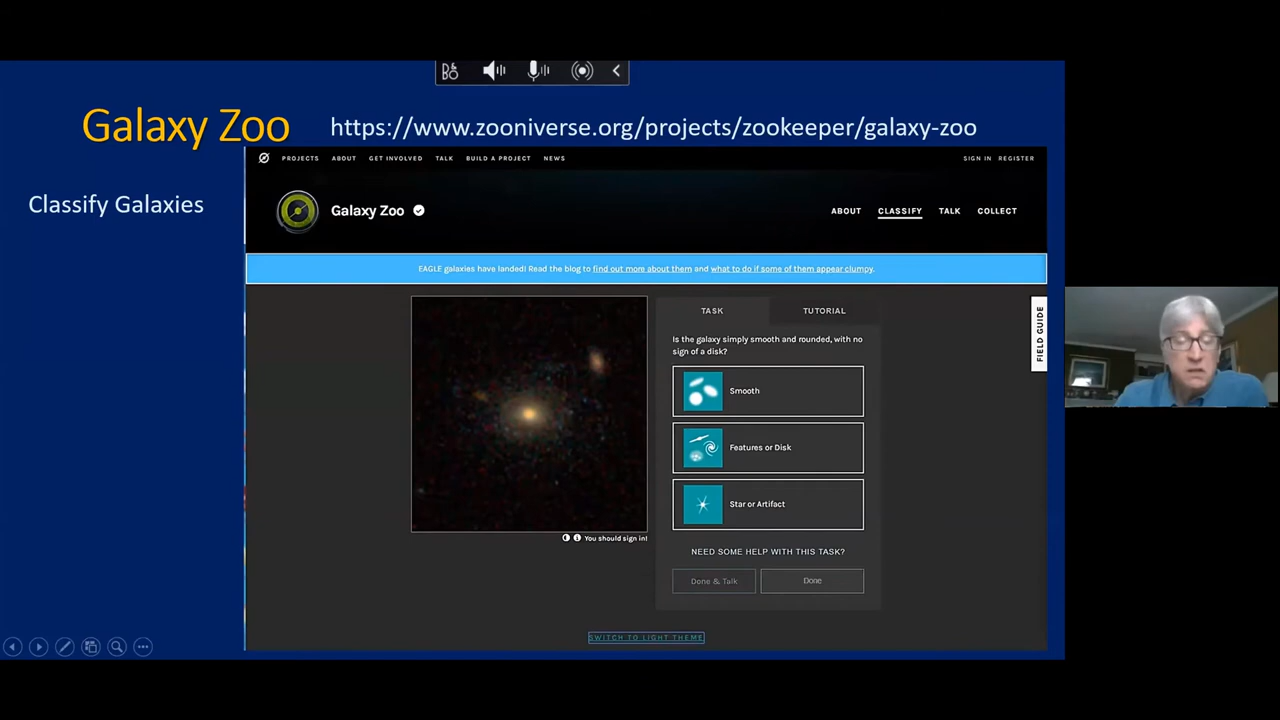 Galaxy Zoo
https://www.zooniverse.org/projects/zookeeper/galaxy-zoo
Classify Galaxies
PROJECTS ABOUT GET INVOLVED TALK BUILD A PROJECT NEWS
SIGN IN REGISTER
Galaxy Zoo
ABOUT CLASSIFY TALK COLLECT
EAGLE galaxies have landed! Read the blog to find out more about them and what to do if some of them appear clumpy.
TASK TUTORIAL
FIELD GUIDE
Is the galaxy simply smooth and rounded, with no
sign of a disk?
Smooth
Features or Disk
Star or Artifact
You should sign in!
NEED SOME HELP WITH THIS TASK?
Done & Talk Done
SWITCH TO LIGHT THEME